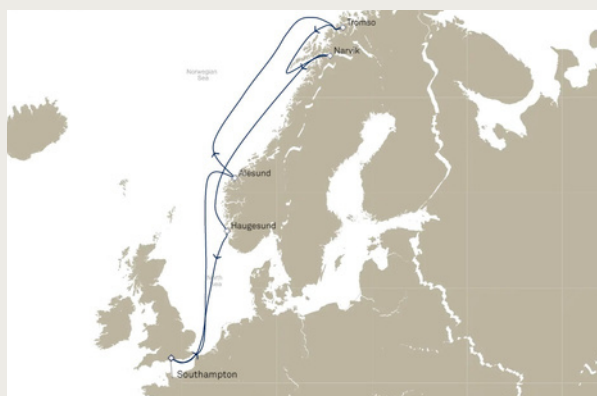 Tromsø
Narvik
Norwegian
Sea
Ålesund
Haugesund
Southampton